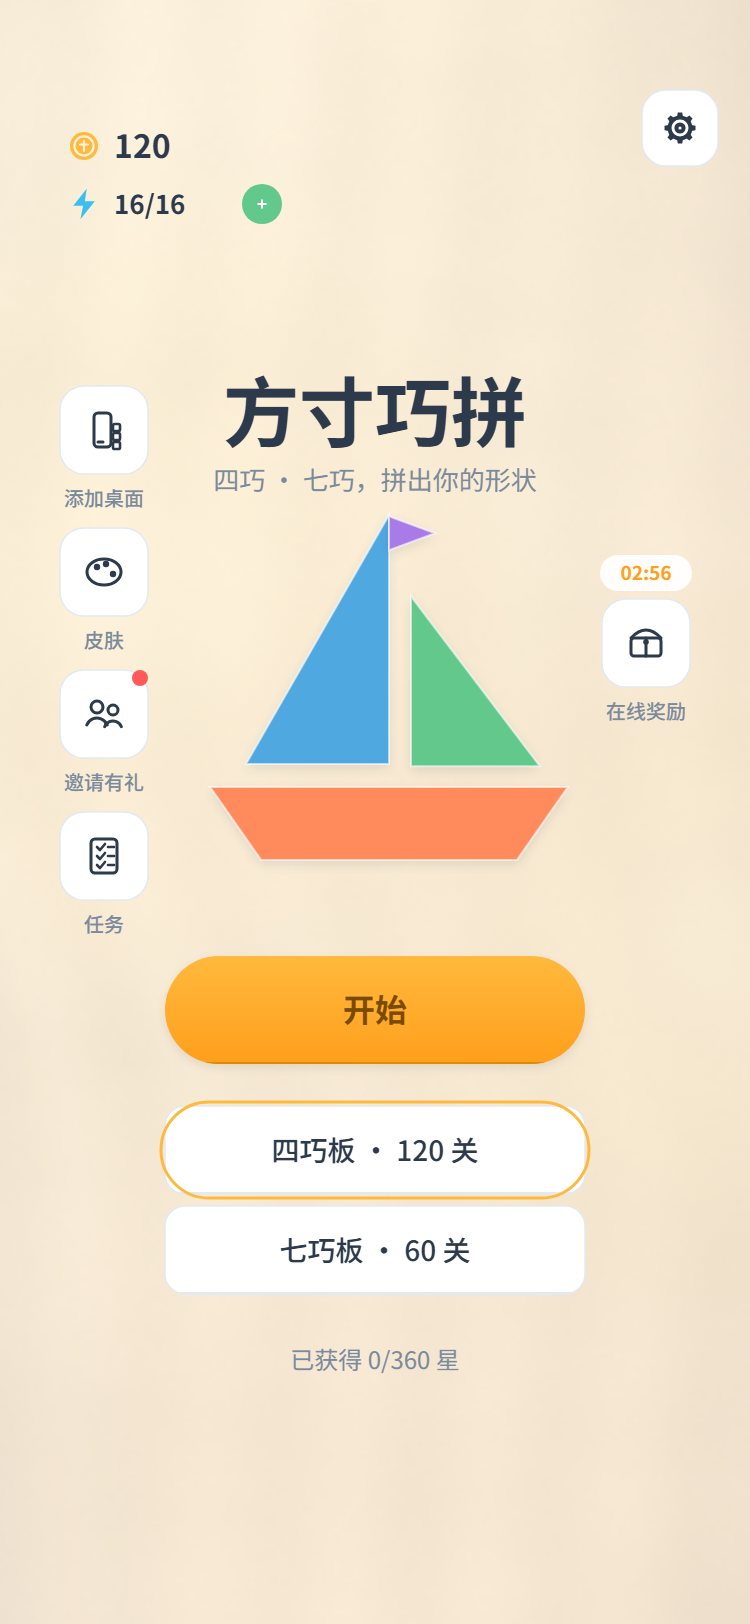 120
16/16
方寸巧拼
四巧 · 七巧，拼出你的形状
添加桌面
皮肤
02:56
邀请有礼
在线奖励
任务
开始
四巧板 · 120 关
七巧板 · 60 关
已获得 0/360 星